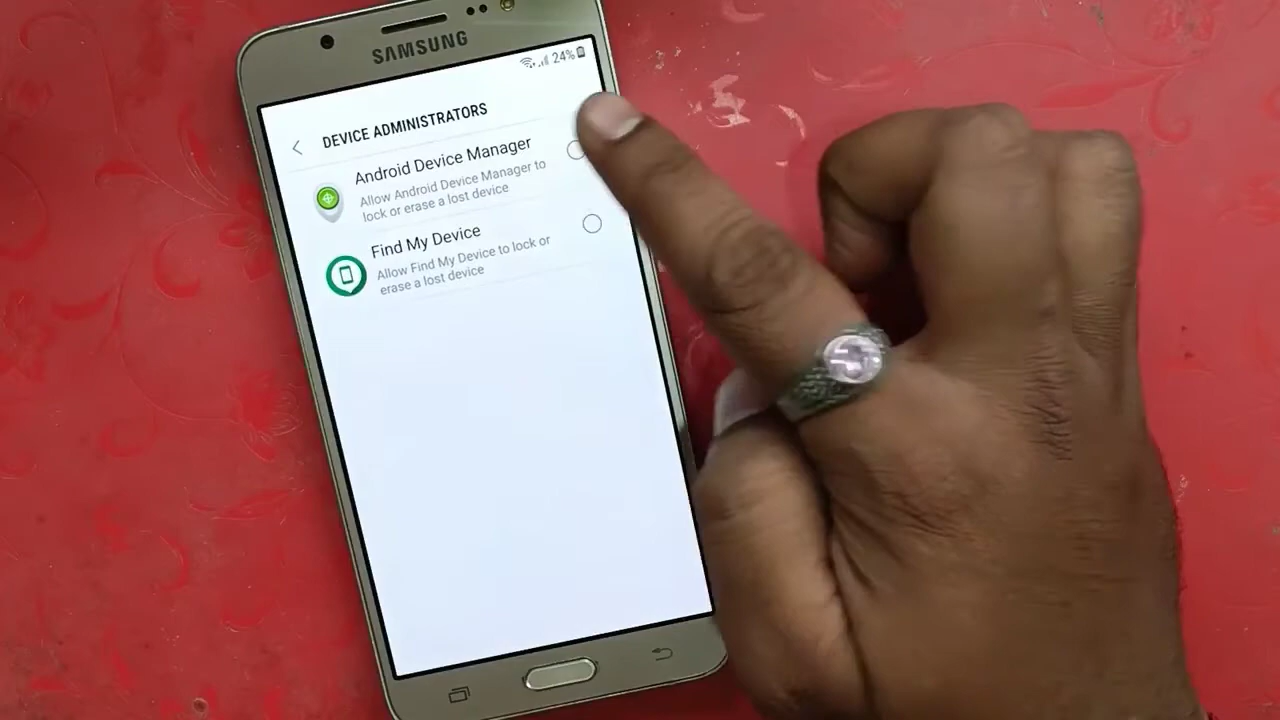 SAMSUNG
24%
DEVICE ADMINISTRATORS
Android Device Manager
Allow Android Device Manager to
lock or erase a lost device
Find My Device
Allow Find My Device to lock or
erase a lost device